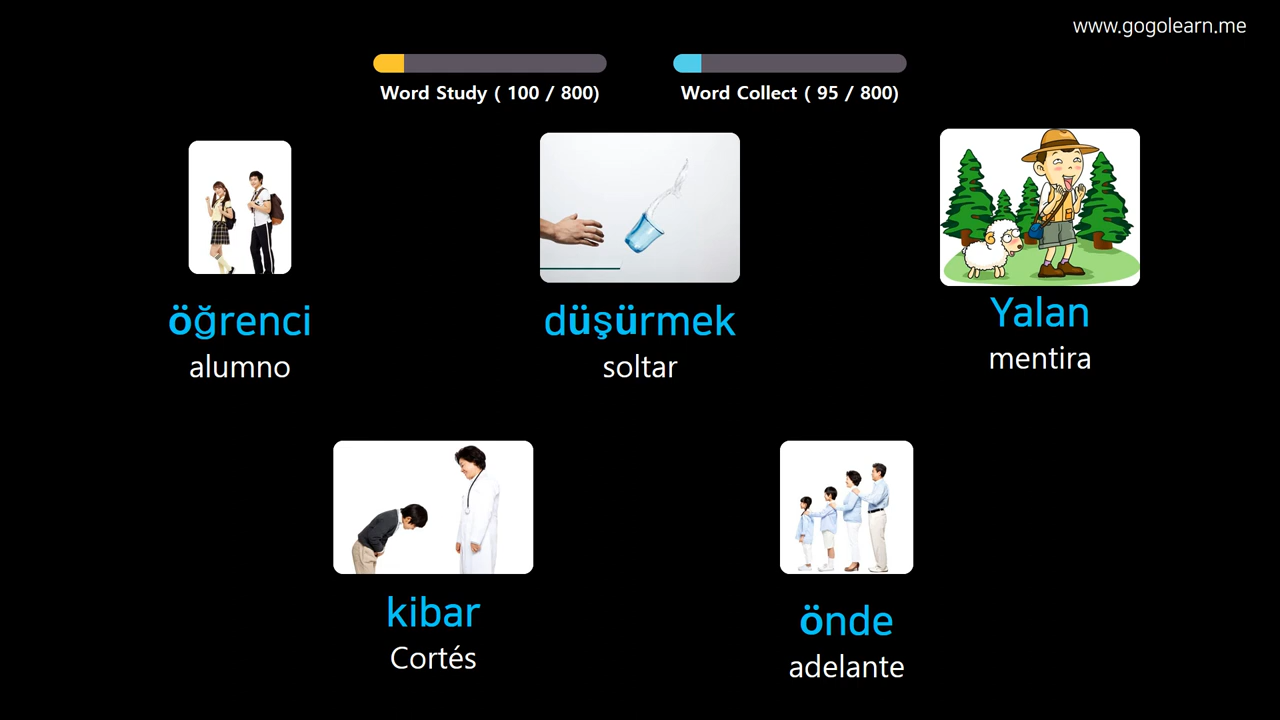 www.gogolearn.me
Word Study ( 100 / 800)
Word Collect ( 95 / 800)
öğrenci
alumno
düşürmek
soltar
Yalan
mentira
kibar
Cortés
önde
adelante